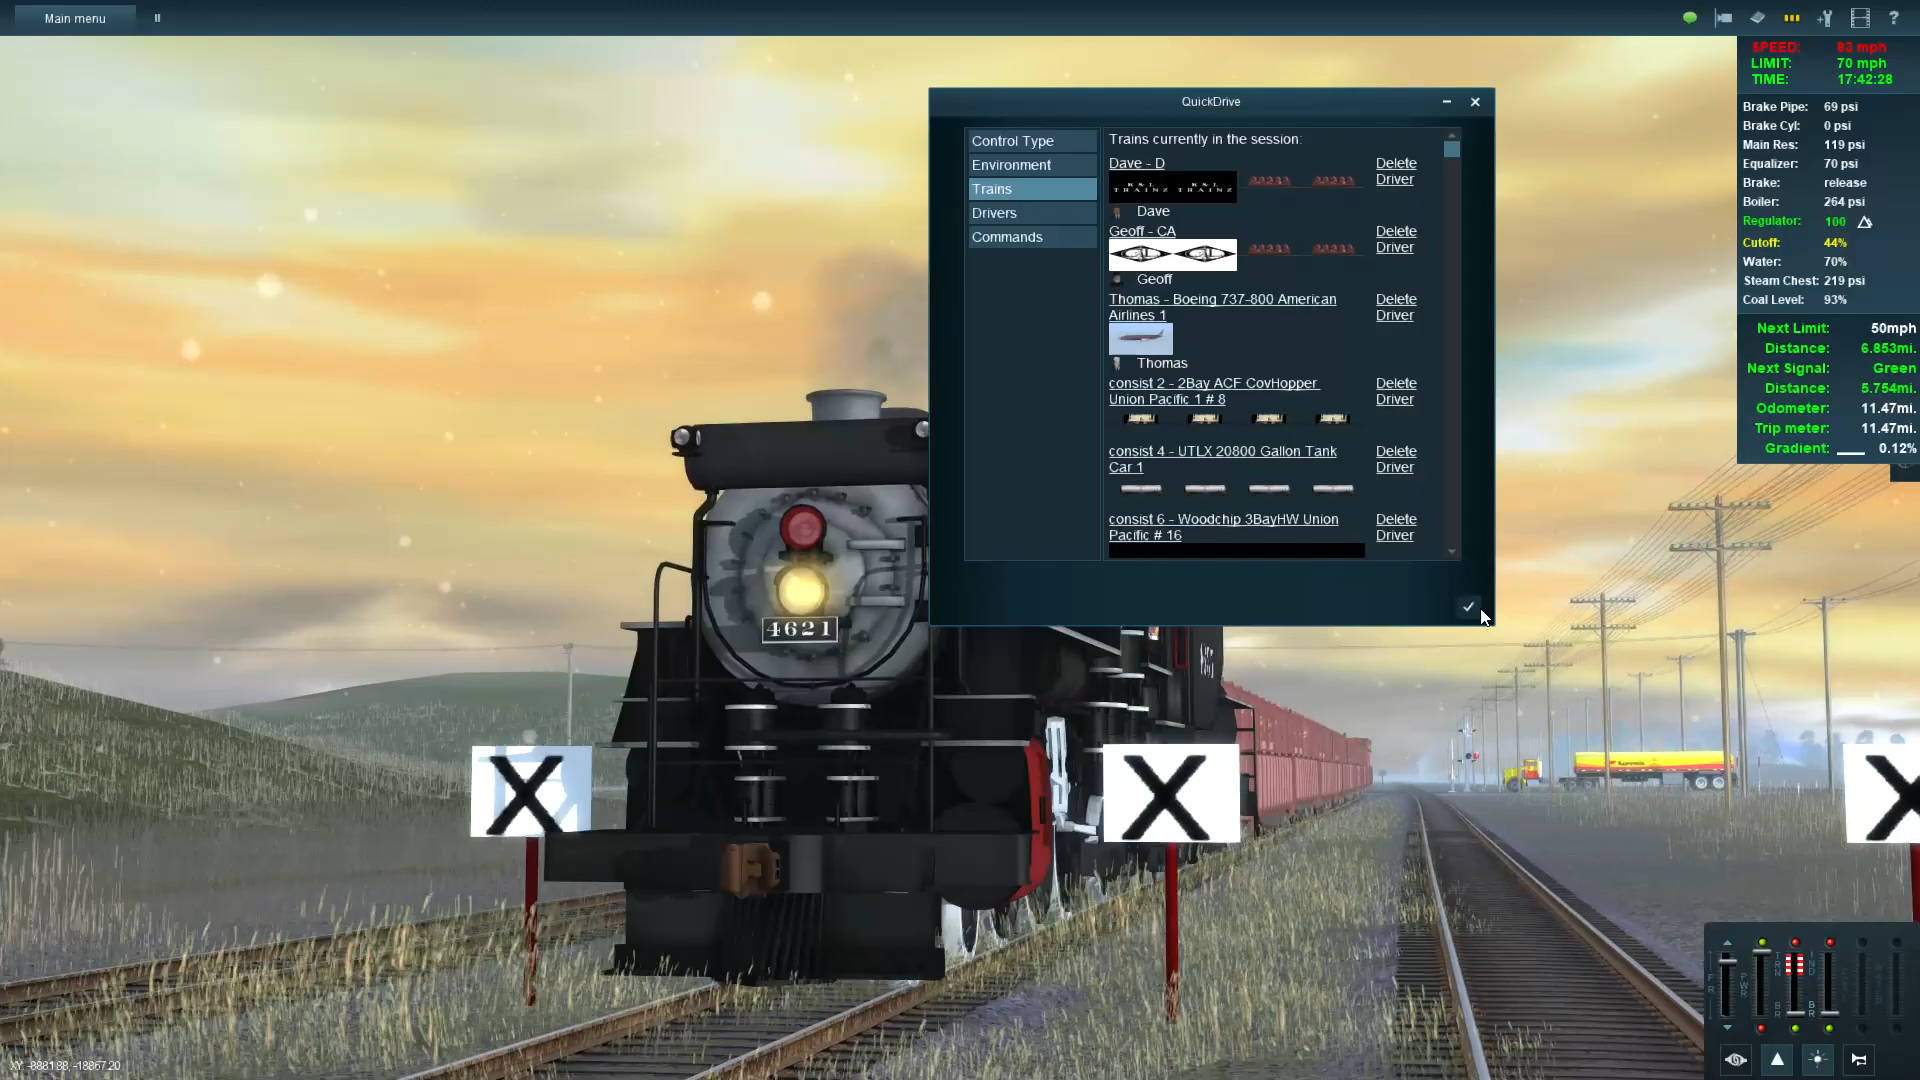 Main menu
?
SPEED: 83 mph
LIMIT: 70 mph
TIME: 17:42:28
Brake Pipe: 69 psi
Brake Cyl: 0 psi
Main Res: 119 psi
Equalizer: 70 psi
Brake: release
Boiler: 264 psi
Regulator: 100
Cutoff: 44%
Water: 70%
Steam Chest: 219 psi
Coal Level: 93%
Next Limit: 50mph
Distance: 6.853mi.
Next Signal: Green
Distance: 5.754mi.
Odometer: 11.47mi.
Trip meter: 11.47mi.
Gradient: 0.12%
QuickDrive
Control Type
Environment
Trains
Drivers
Commands
Trains currently in the session:
Dave - D Delete
Driver
K & L K & L
TRAINZ TRAINZ
Dave
Geoff - CA Delete
Driver
Geoff
Thomas - Boeing 737-800 American Delete
Airlines 1 Driver
Thomas
consist 2 - 2Bay ACF CovHopper Delete
Union Pacific 1 # 8 Driver
consist 4 - UTLX 20800 Gallon Tank Delete
Car 1 Driver
consist 6 - Woodchip 3BayHW Union Delete
Pacific # 16 Driver
4621
X
X
X